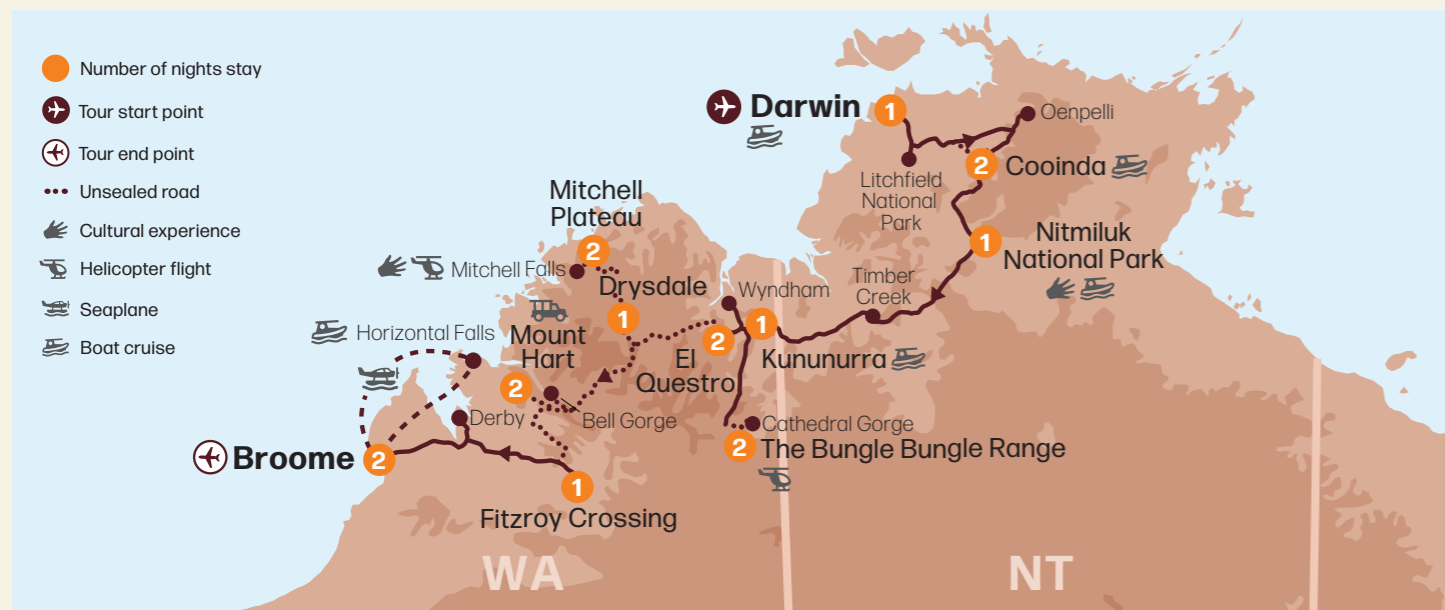 Number of nights stay
Tour start point
Tour end point
Unsealed road
Cultural experience
Helicopter flight
Seaplane
Boat cruise
Darwin
1
Oenpelli
2
Cooinda
Litchfield
National
Park
1
Nitmiluk
National Park
Timber
Creek
Mitchell
Plateau
2
Mitchell Falls
Drysdale
1
Wyndham
1
Kununurra
2
El
Questro
Horizontal Falls
Mount
Hart
2
Bell Gorge
Derby
Cathedral Gorge
2
The Bungle Bungle Range
Broome
2
1
Fitzroy Crossing
WA
NT